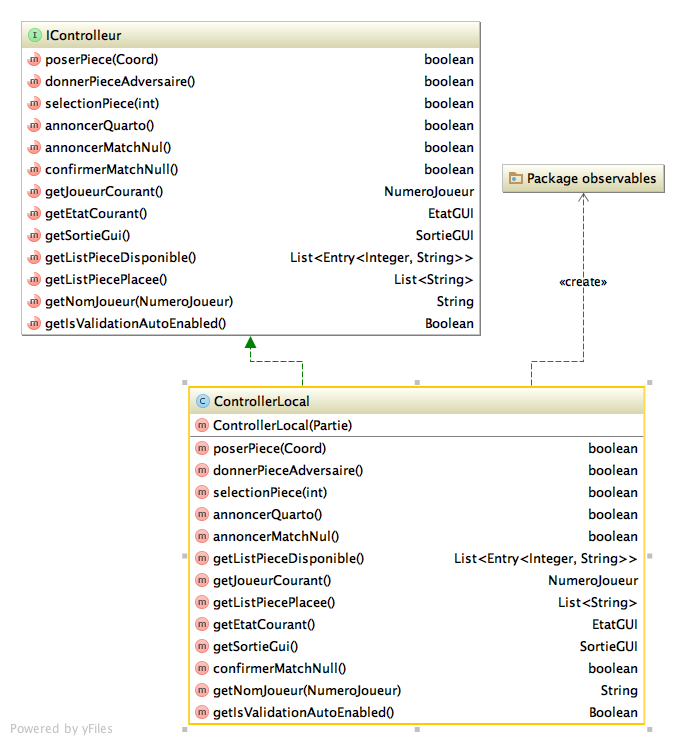 I IControlleur
m poserPiece(Coord) boolean
m donnerPieceAdversaire() boolean
m selectionPiece(int) boolean
m annoncerQuarto() boolean
m annoncerMatchNul() boolean
m confirmerMatchNull() boolean
m getJoueurCourant() NumeroJoueur
m getEtatCourant() EtatGUI
m getSortieGui() SortieGUI
m getListPieceDisponible() List<Entry<Integer, String>>
m getListPiecePlacee() List<String>
m getNomJoueur(NumeroJoueur) String
m getIsValidationAutoEnabled() Boolean
Package observables
«create»
C ControllerLocal
m ControllerLocal(Partie)
m poserPiece(Coord) boolean
m donnerPieceAdversaire() boolean
m selectionPiece(int) boolean
m annoncerQuarto() boolean
m annoncerMatchNul() boolean
m getListPieceDisponible() List<Entry<Integer, String>>
m getJoueurCourant() NumeroJoueur
m getListPiecePlacee() List<String>
m getEtatCourant() EtatGUI
m getSortieGui() SortieGUI
m confirmerMatchNull() boolean
m getNomJoueur(NumeroJoueur) String
m getIsValidationAutoEnabled() Boolean
Powered by yFiles